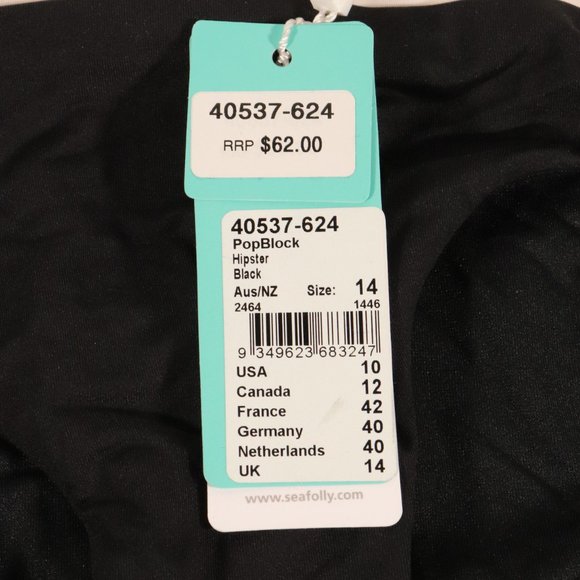 40537-624
RRP $62.00
40537-624
PopBlock
Hipster
Black
Aus/NZ Size: 14
2464 1446
9 349623 683247
USA 10
Canada 12
France 42
Germany 40
Netherlands 40
UK 14
www.seafolly.com